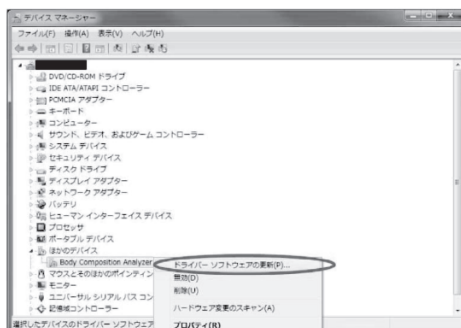 デバイス マネージャー
ファイル(F) 操作(A) 表示(V) ヘルプ(H)
DVD/CD-ROM ドライブ
IDE ATA/ATAPI コントローラー
PCMCIA アダプター
キーボード
コンピューター
サウンド、ビデオ、およびゲーム コントローラー
システム デバイス
セキュリティ デバイス
ディスク ドライブ
ディスプレイ アダプター
ネットワーク アダプター
バッテリ
ヒューマン インターフェイス デバイス
プロセッサ
ポータブル デバイス
ほかのデバイス
Body Composition Analyzer
ドライバー ソフトウェアの更新(P)...
マウスとそのほかのポインティン
無効(D)
モニター
削除(U)
ユニバーサル シリアル バス コン
記憶域コントローラー
ハードウェア変更のスキャン(A)
選択したデバイスのドライバー ソフトウェア
プロパティ(R)